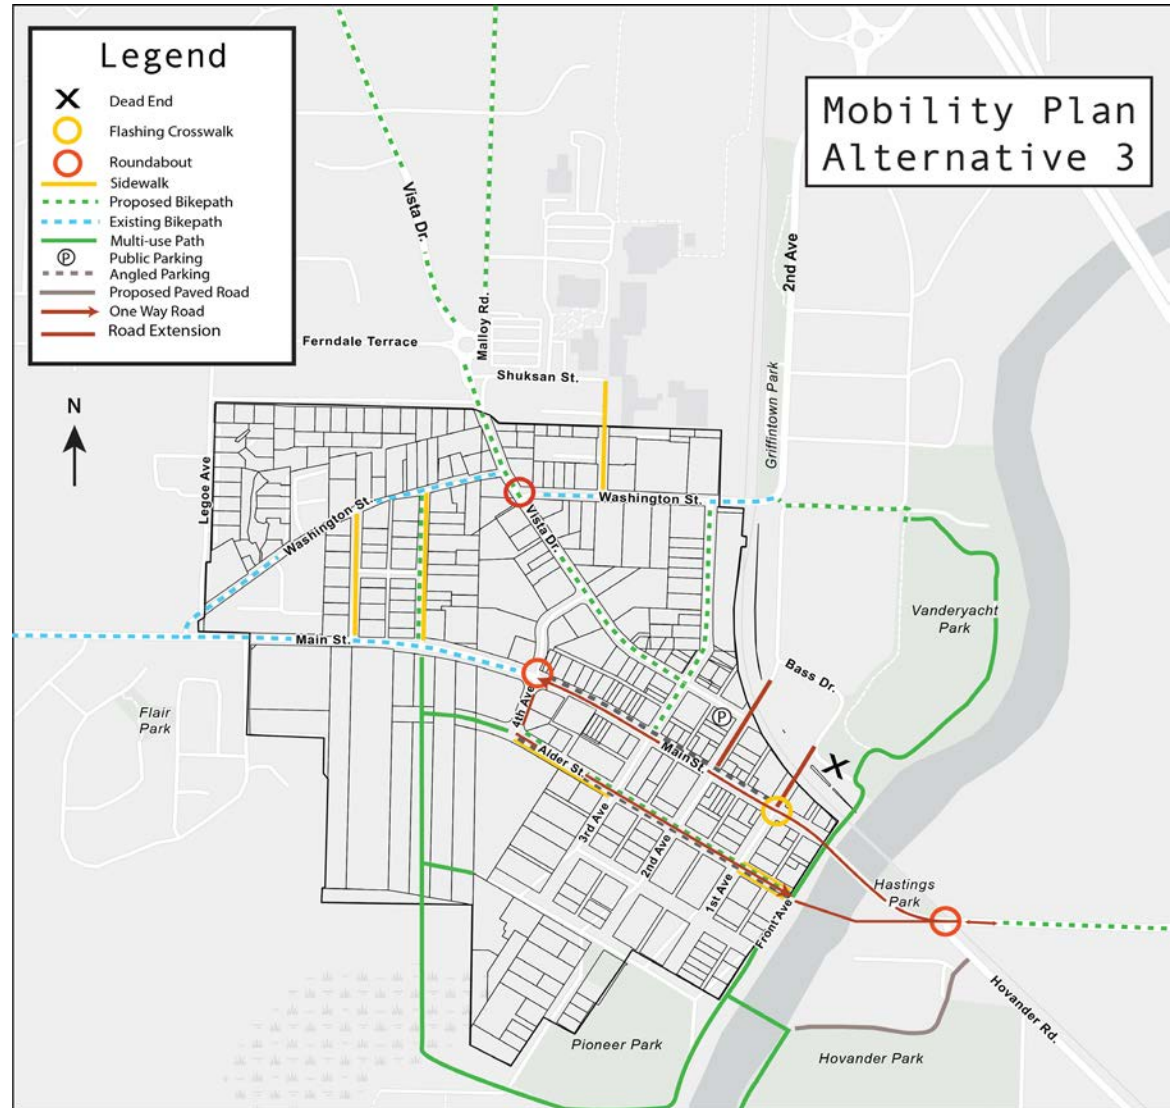 Legend
Dead End
Flashing Crosswalk
Roundabout
Sidewalk
Proposed Bikepath
Existing Bikepath
Multi-use Path
P
Public Parking
Angled Parking
Proposed Paved Road
One Way Road
Road Extension
Mobility Plan
Alternative 3
N
Vista Dr.
Malloy Rd.
2nd Ave
Ferndale Terrace
Shuksan St.
Griffintown Park
Legoe Ave
Washington St.
Washington St.
Vista Dr.
Vanderyacht
Park
Main St.
Bass Dr.
Flair
Park
4th Ave
P
Main St.
Alder St.
3rd Ave
2nd Ave
1st Ave
Front Ave
Hastings
Park
Hovander Rd.
Pioneer Park
Hovander Park